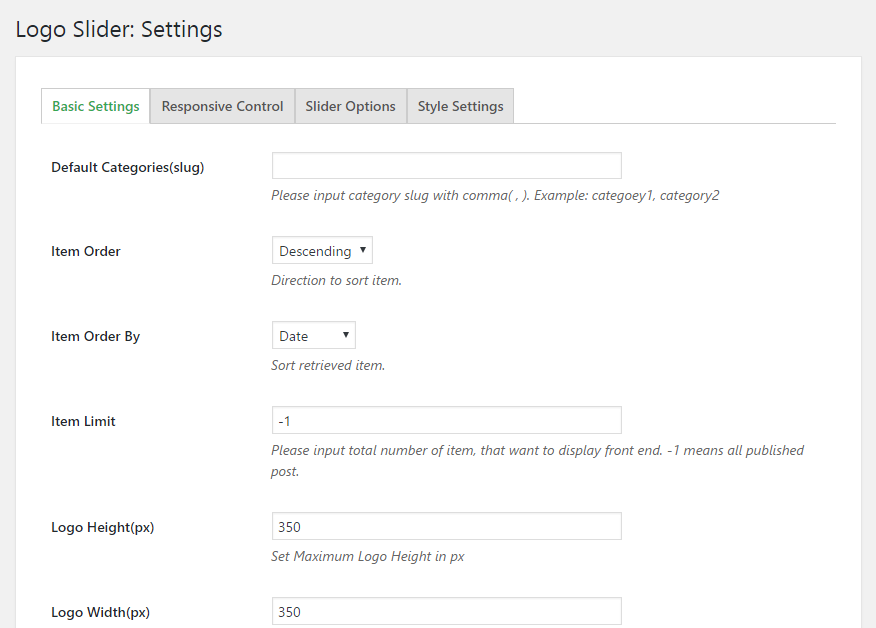 Logo Slider: Settings
Basic Settings Responsive Control Slider Options Style Settings
Default Categories(slug)
Please input category slug with comma( , ). Example: categoey1, category2
Item Order Descending
Direction to sort item.
Item Order By Date
Sort retrieved item.
Item Limit -1
Please input total number of item, that want to display front end. -1 means all published
post.
Logo Height(px) 350
Set Maximum Logo Height in px
Logo Width(px) 350